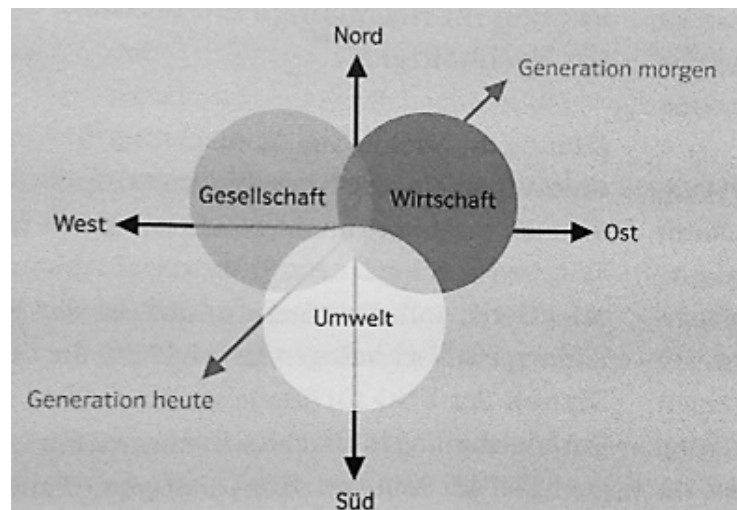 Nord
Generation morgen
Gesellschaft
Wirtschaft
West
Ost
Umwelt
Generation heute
Süd